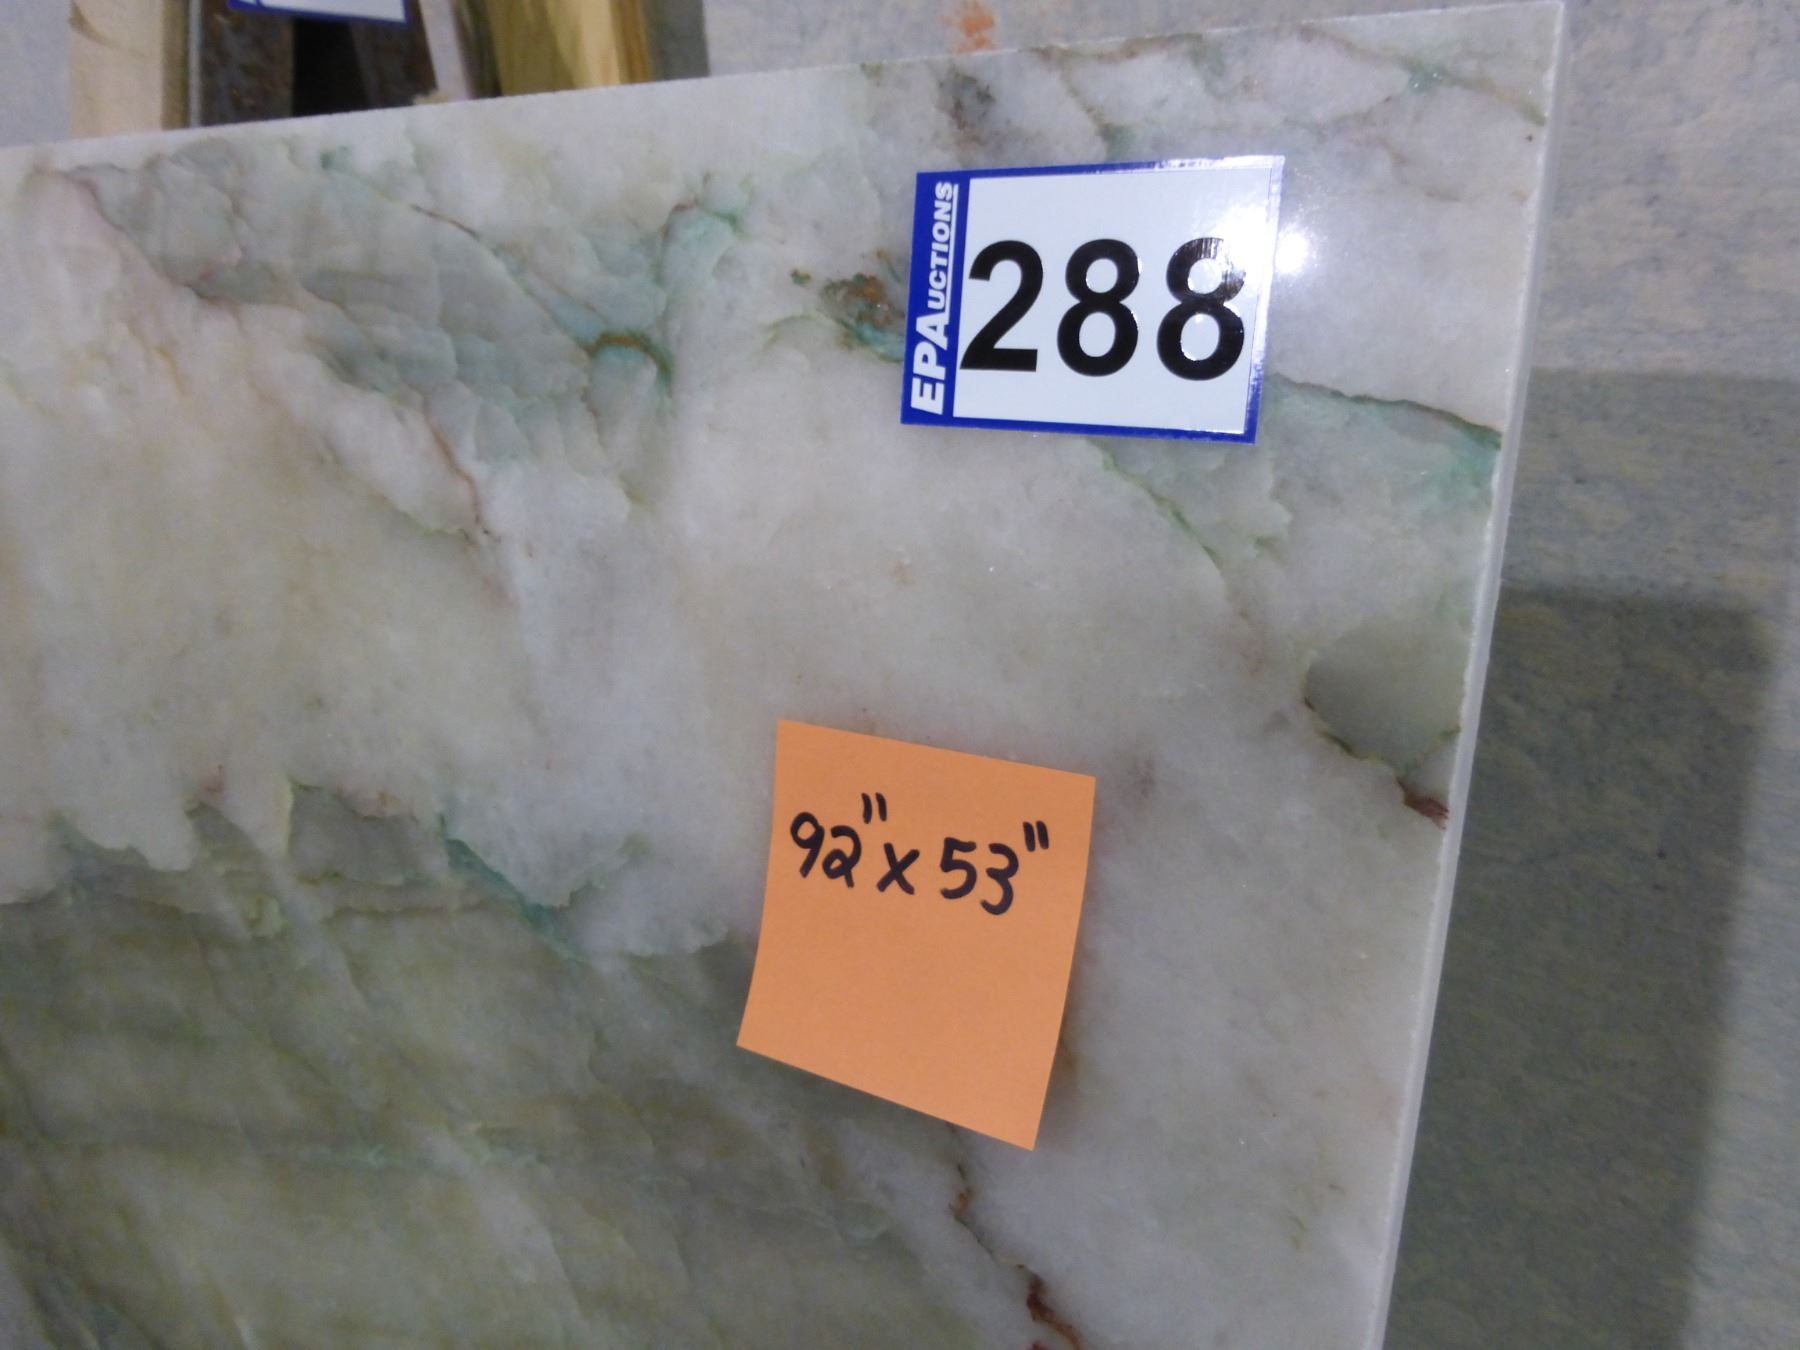 EPAUCTIONS
288
92" x 53"